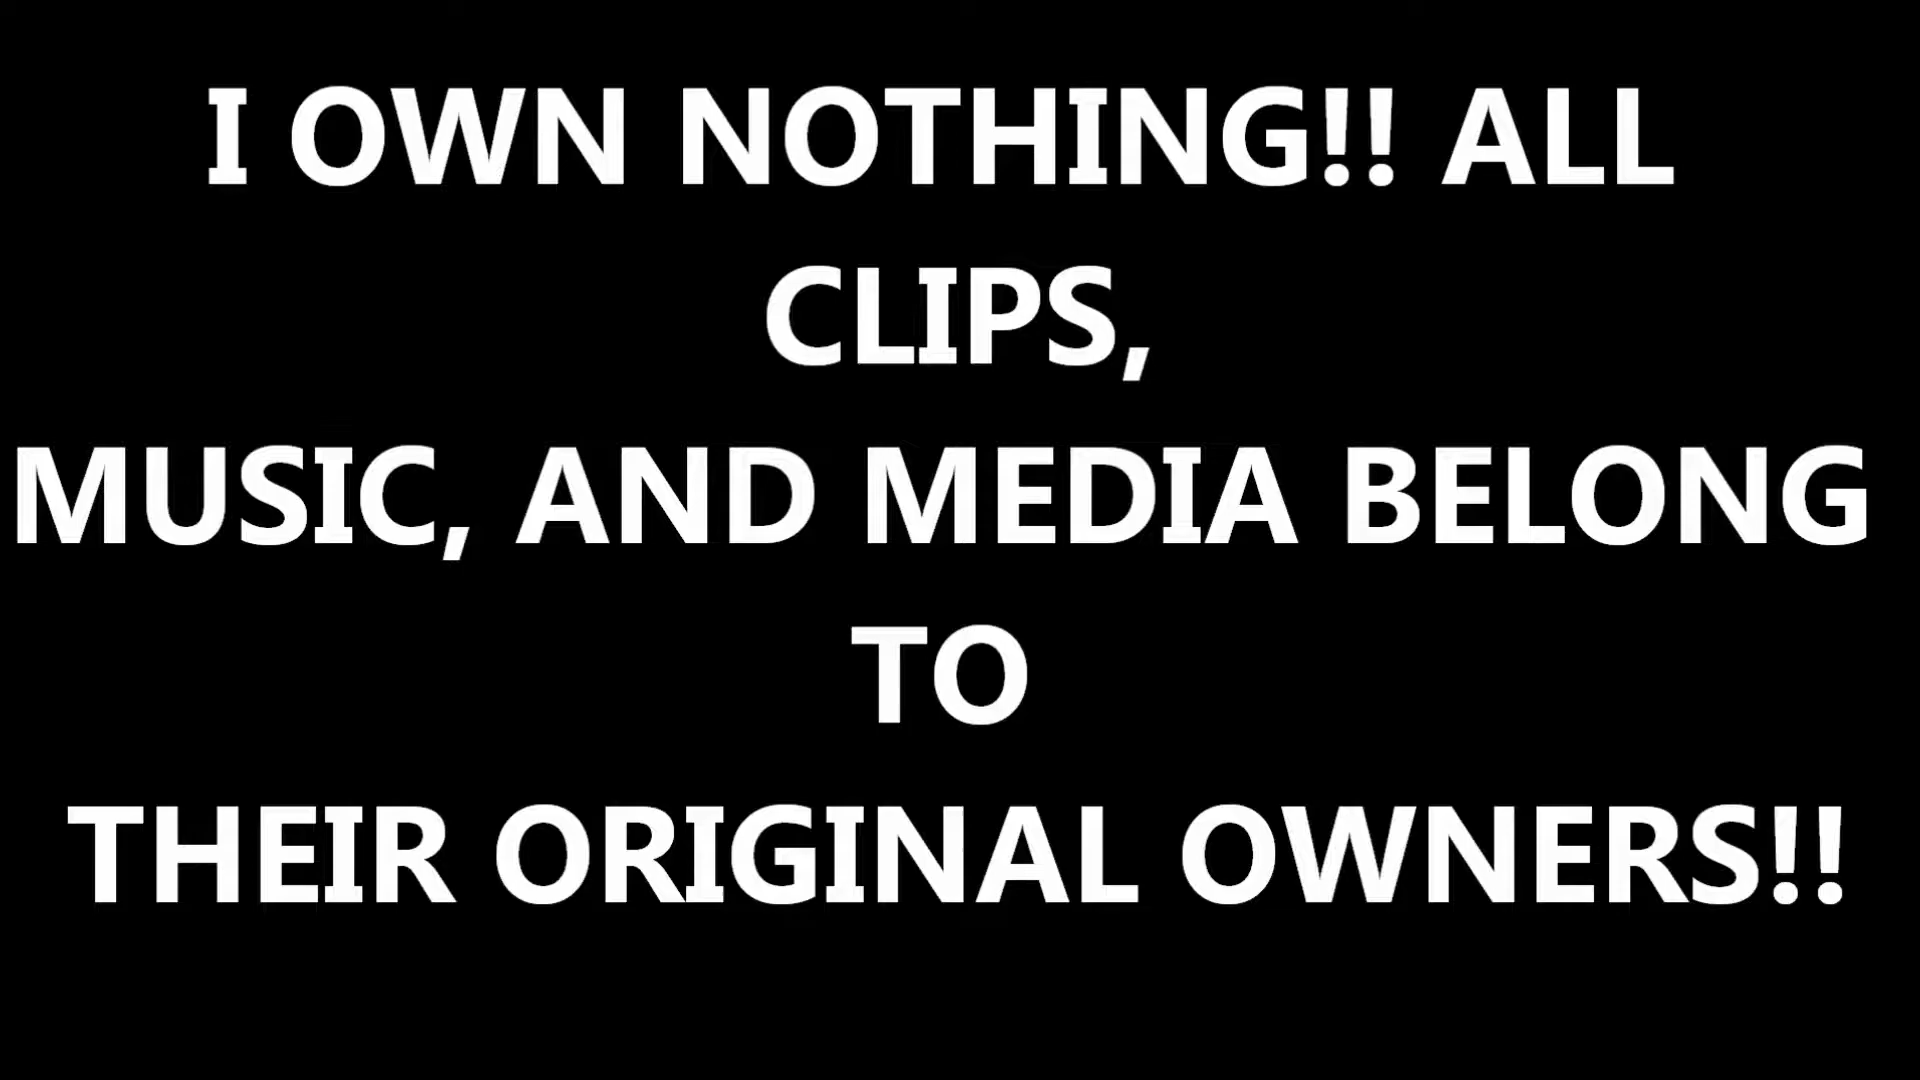 I OWN NOTHING!! ALL
CLIPS,
MUSIC, AND MEDIA BELONG
TO
THEIR ORIGINAL OWNERS!!